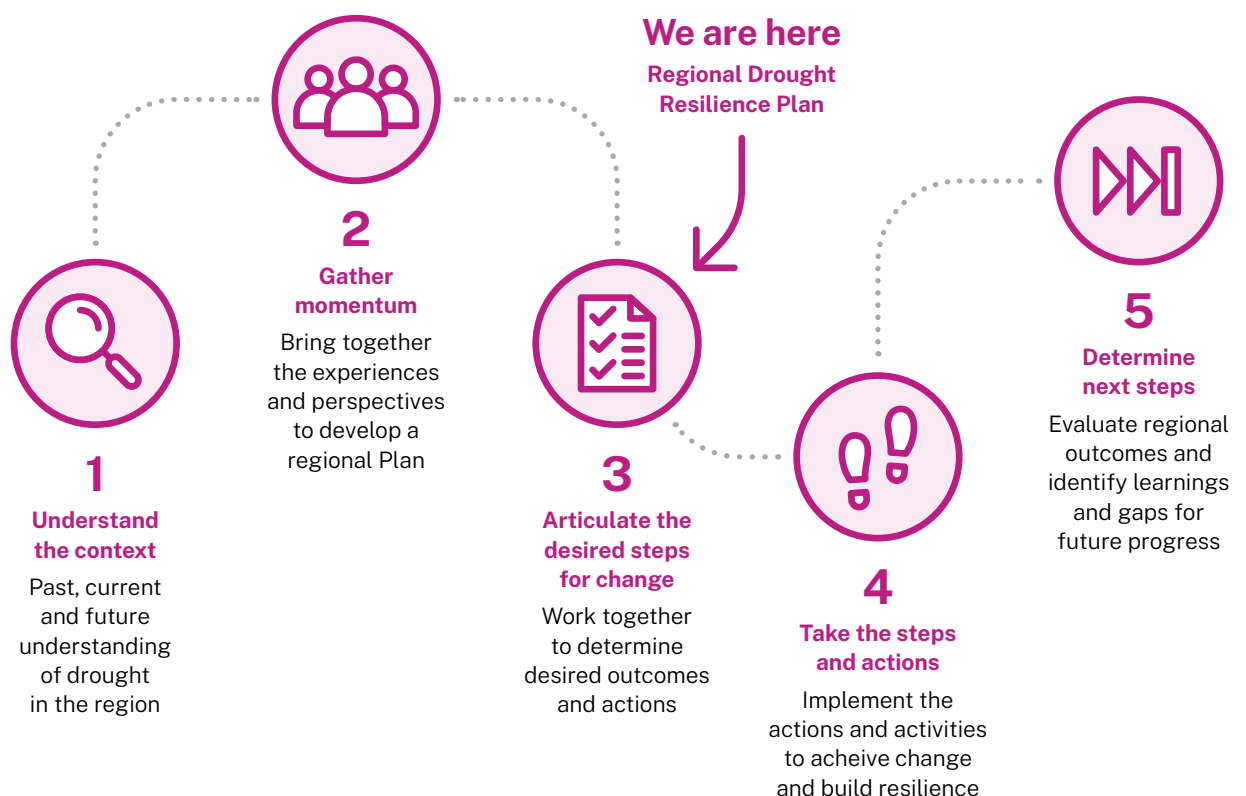 We are here
Regional Drought
Resilience Plan
1
Understand
the context
Past, current
and future
understanding
of drought
in the region
2
Gather
momentum
Bring together
the experiences
and perspectives
to develop a
regional Plan
3
Articulate the
desired steps
for change
Work together
to determine
desired outcomes
and actions
4
Take the steps
and actions
Implement the
actions and activities
to acheive change
and build resilience
5
Determine
next steps
Evaluate regional
outcomes and
identify learnings
and gaps for
future progress